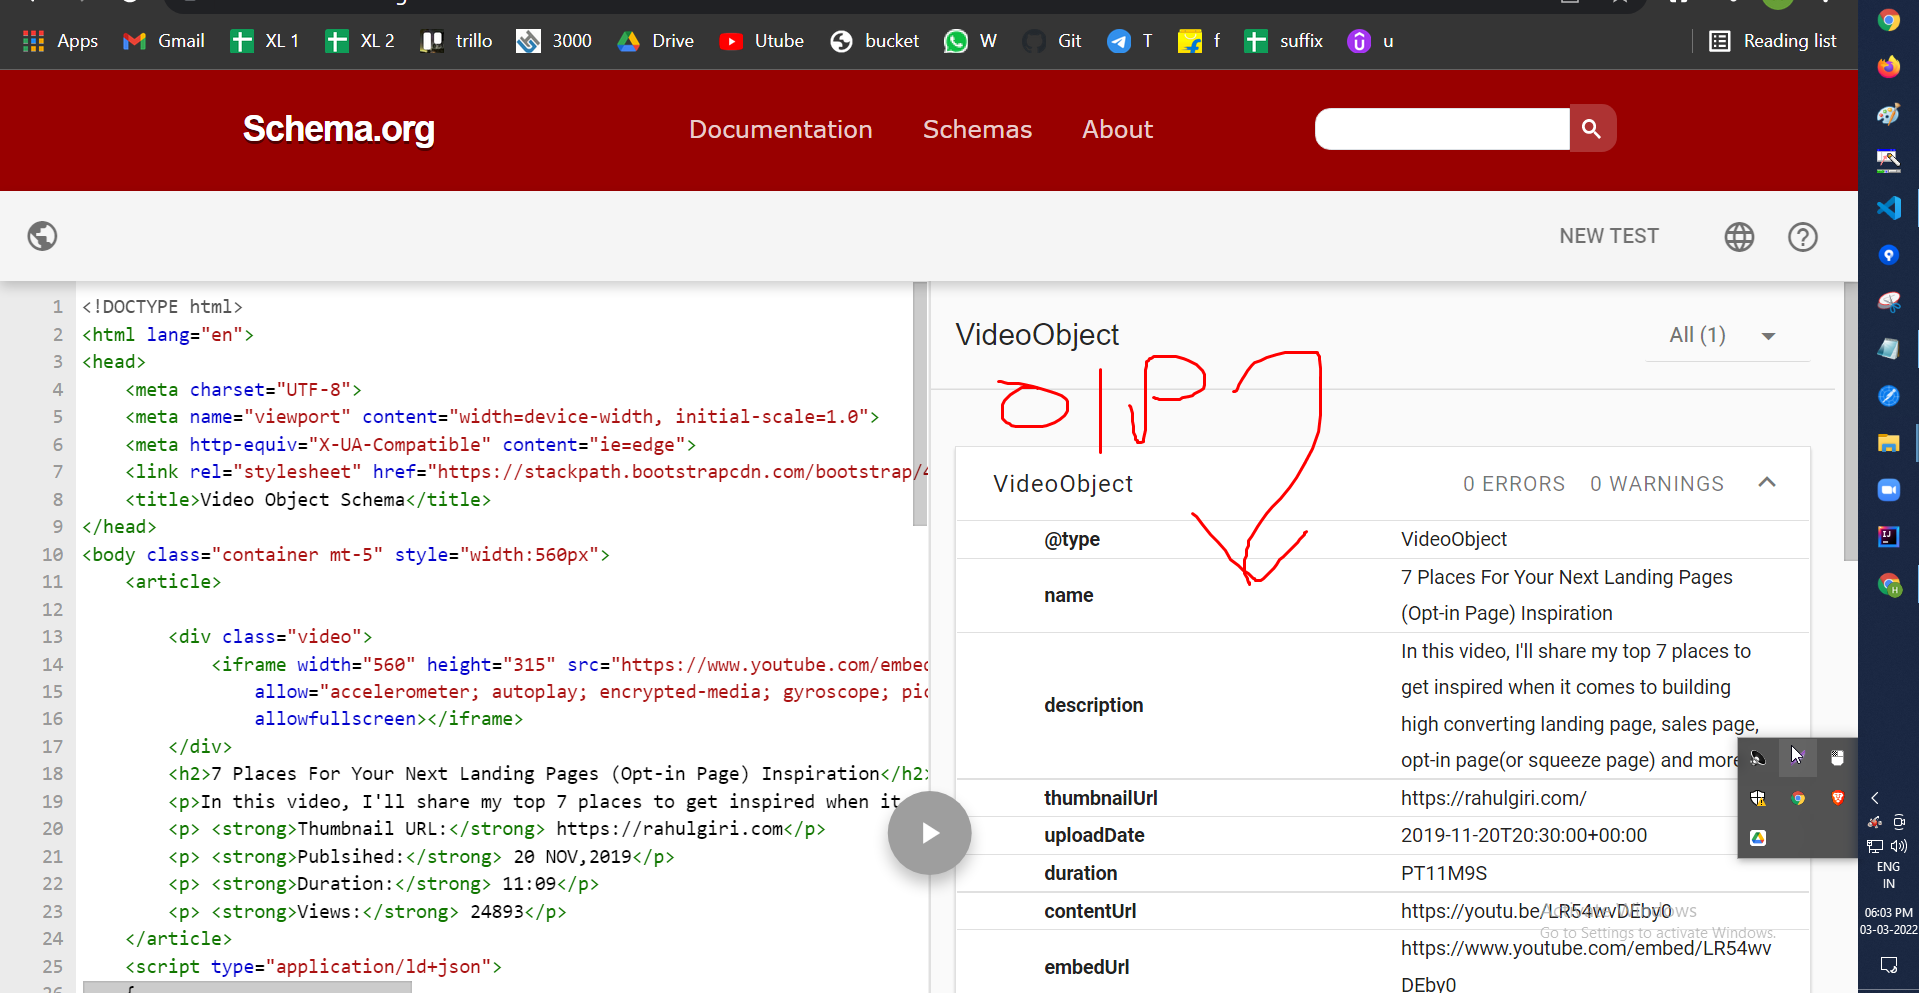 Apps Gmail XL 1 XL 2 trillo 3000 Drive Utube bucket W Git T f suffix u Reading list
Schema.org Documentation Schemas About
NEW TEST
1 <!DOCTYPE html>
2 <html lang="en">
3 <head>
4 <meta charset="UTF-8">
5 <meta name="viewport" content="width=device-width, initial-scale=1.0">
6 <meta http-equiv="X-UA-Compatible" content="ie=edge">
7 <link rel="stylesheet" href="https://stackpath.bootstrapcdn.com/bootstrap/4
8 <title>Video Object Schema</title>
9 </head>
10 <body class="container mt-5" style="width:560px">
11 <article>
12
13 <div class="video">
14 <iframe width="560" height="315" src="https://www.youtube.com/embed
15 allow="accelerometer; autoplay; encrypted-media; gyroscope; pic
16 allowfullscreen></iframe>
17 </div>
18 <h2>7 Places For Your Next Landing Pages (Opt-in Page) Inspiration</h2>
19 <p>In this video, I'll share my top 7 places to get inspired when it
20 <p> <strong>Thumbnail URL:</strong> https://rahulgiri.com</p>
21 <p> <strong>Publsihed:</strong> 20 NOV,2019</p>
22 <p> <strong>Duration:</strong> 11:09</p>
23 <p> <strong>Views:</strong> 24893</p>
24 </article>
25 <script type="application/ld+json">
26 {
VideoObject All (1)
o|p
VideoObject 0 ERRORS 0 WARNINGS
@type VideoObject
name 7 Places For Your Next Landing Pages
(Opt-in Page) Inspiration
description In this video, I'll share my top 7 places to
get inspired when it comes to building
high converting landing page, sales page,
opt-in page(or squeeze page) and more
thumbnailUrl https://rahulgiri.com/
uploadDate 2019-11-20T20:30:00+00:00
duration PT11M9S
contentUrl https://youtu.be/LR54wvDEby0
embedUrl https://www.youtube.com/embed/LR54wv
DEby0
Activate Windows
Go to Settings to activate Windows.
ENG
IN
06:03 PM
03-03-2022